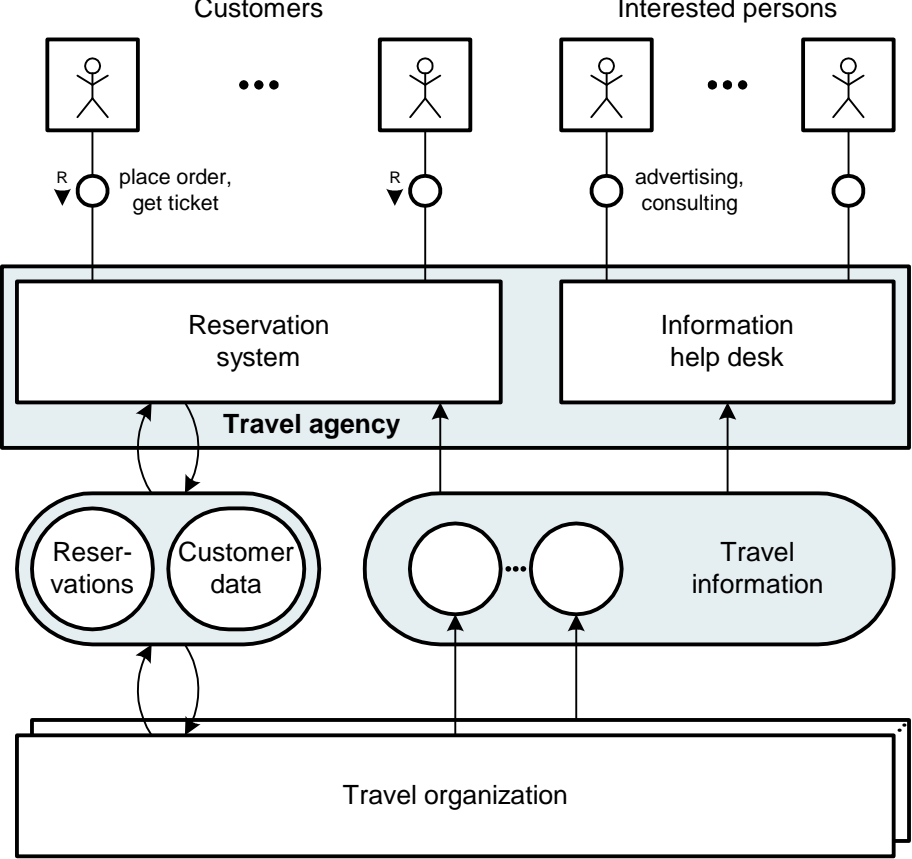 Customers
Interested persons
R
place order,
get ticket
R
advertising,
consulting
Reservation
system
Information
help desk
Travel agency
Reser-
vations
Customer
data
Travel
information
Travel organization